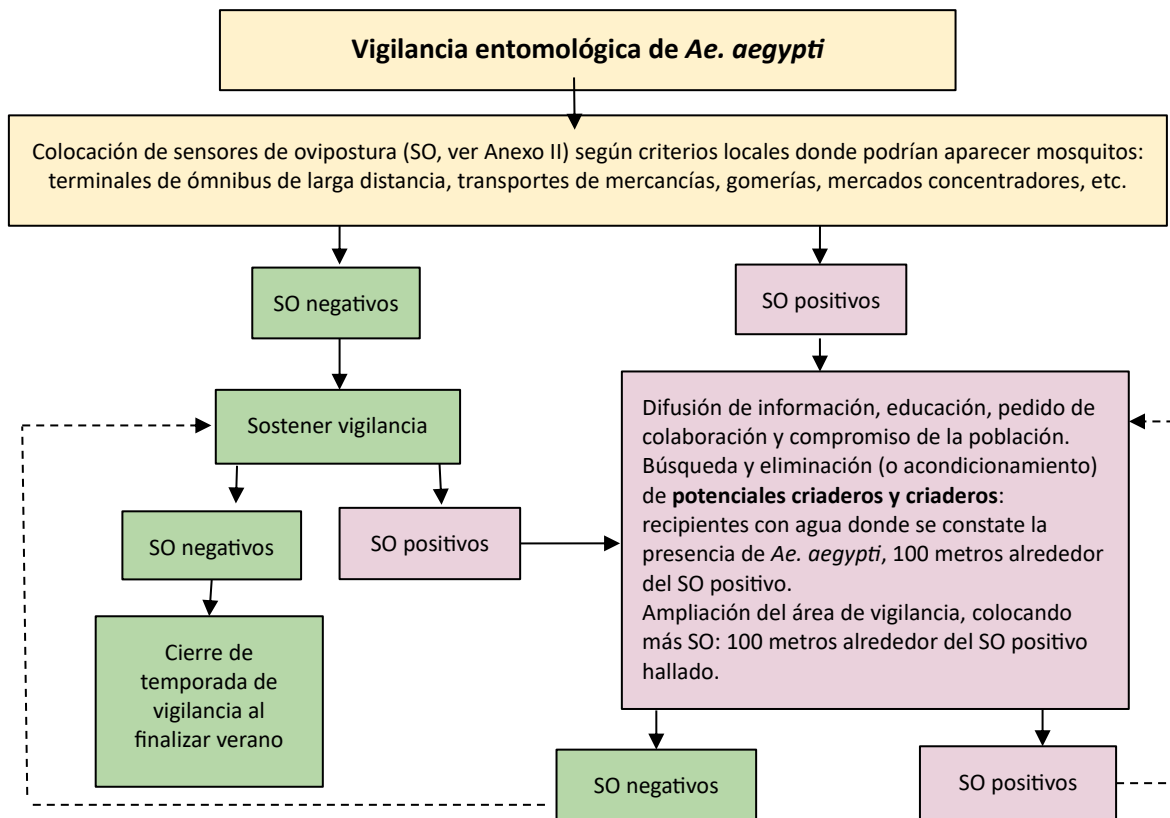 Vigilancia entomológica de Ae. aegypti
Colocación de sensores de ovipostura (SO, ver Anexo II) según criterios locales donde podrían aparecer mosquitos:
terminales de ómnibus de larga distancia, transportes de mercancías, gomerías, mercados concentradores, etc.
SO negativos
SO positivos
Sostener vigilancia
Difusión de información, educación, pedido de
colaboración y compromiso de la población.
Búsqueda y eliminación (o acondicionamiento)
de potenciales criaderos y criaderos:
recipientes con agua donde se constate la
presencia de Ae. aegypti, 100 metros alrededor
del SO positivo.
Ampliación del área de vigilancia, colocando
más SO: 100 metros alrededor del SO positivo
hallado.
SO negativos
SO positivos
Cierre de
temporada de
vigilancia al
finalizar verano
SO negativos
SO positivos